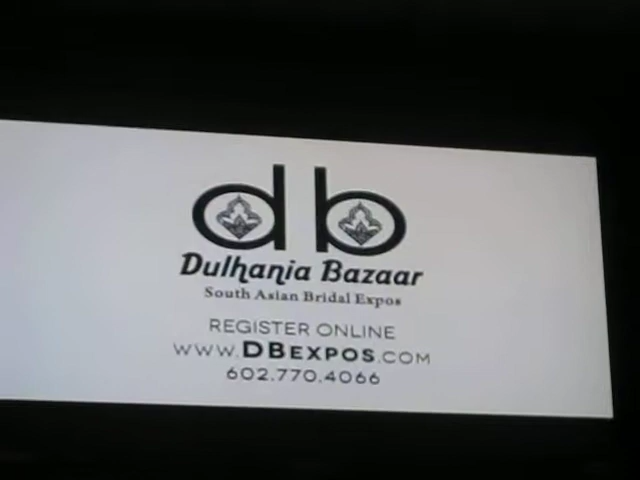 db
Dulhania Bazaar
South Asian Bridal Expos
REGISTER ONLINE
WWW.DBEXPOS.COM
602.770.4066